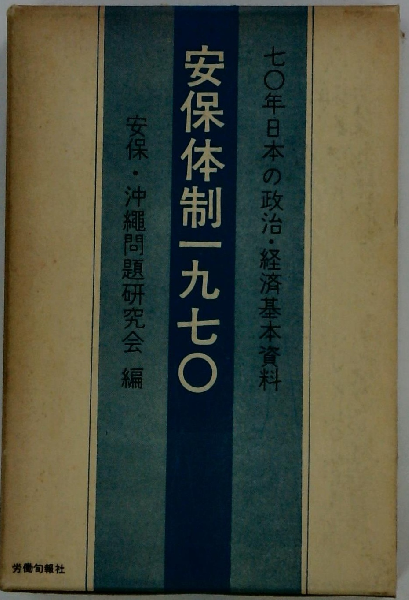 七〇年日本の政治・経済基本資料
安保体制一九七〇
安保・沖縄問題研究会 編
労働旬報社